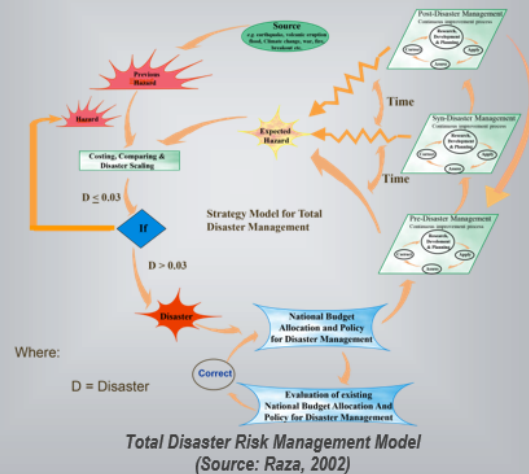 Source
e.g. earthquake, volcanic eruption
flood, Climate change, war, fire,
breakout etc.
Previous
Hazard
Hazard
Expected
Hazard
Costing, Comparing &
Disaster Scaling
D ≤ 0.03
If
D > 0.03
Strategy Model for Total
Disaster Management
Post-Disaster Management
Continuous improvement process
Research,
Development
& Planning
Correct
Apply
Assess
Time
Syn-Disaster Management
Continuous improvement process
Research,
Development
& Planning
Correct
Apply
Assess
Time
Pre-Disaster Management
Continuous improvement process
Research,
Development
& Planning
Correct
Apply
Assess
Disaster
National Budget
Allocation and Policy
for Disaster Management
Correct
Evaluation of existing
National Budget Allocation And
Policy for Disaster Management
Where:
D = Disaster
Total Disaster Risk Management Model
(Source: Raza, 2002)